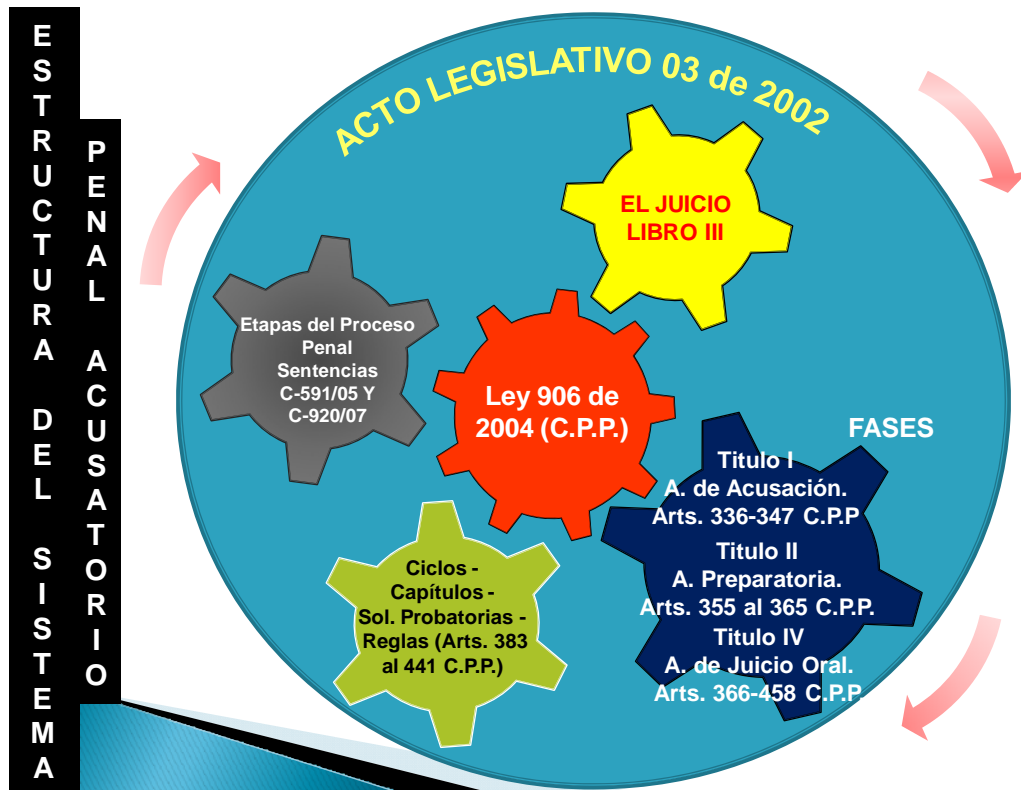 ESTRUCTURA DEL SISTEMA
PENAL ACUSATORIO
ACTO LEGISLATIVO 03 de 2002
EL JUICIO
LIBRO III
Etapas del Proceso
Penal
Sentencias
C-591/05 Y
C-920/07
Ley 906 de
2004 (C.P.P.)
FASES
Titulo I
A. de Acusación.
Arts. 336-347 C.P.P
Titulo II
A. Preparatoria.
Arts. 355 al 365 C.P.P.
Titulo IV
A. de Juicio Oral.
Arts. 366-458 C.P.P.
Ciclos -
Capítulos -
Sol. Probatorias -
Reglas (Arts. 383
al 441 C.P.P.)